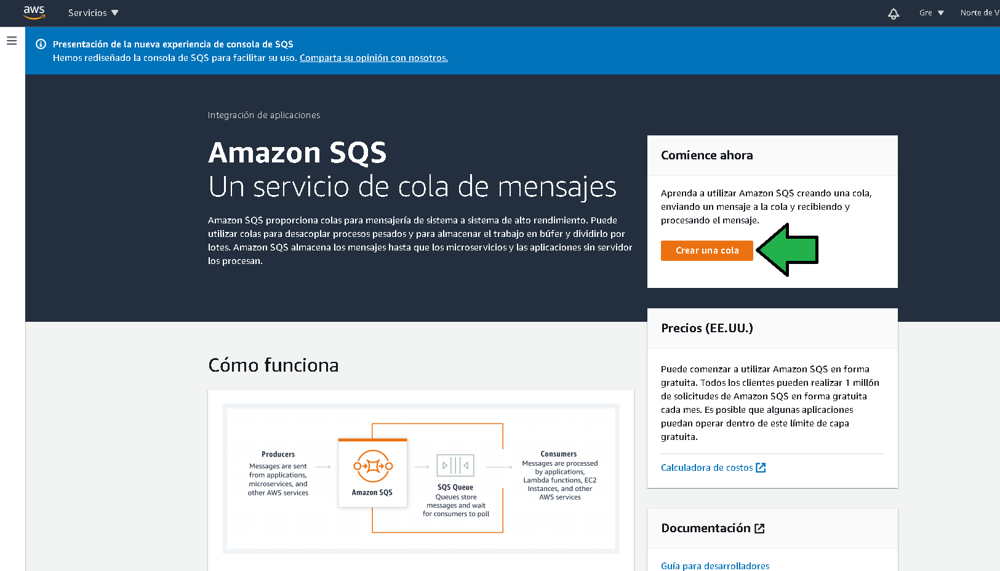 aws
Servicios
Gre
Norte de V
Presentación de la nueva experiencia de consola de SQS
Hemos rediseñado la consola de SQS para facilitar su uso. Comparta su opinión con nosotros.
Integración de aplicaciones
Amazon SQS
Un servicio de cola de mensajes
Amazon SQS proporciona colas para mensajería de sistema a sistema de alto rendimiento. Puede
utilizar colas para desacoplar procesos pesados y para almacenar el trabajo en búfer y dividirlo por
lotes. Amazon SQS almacena los mensajes hasta que los microservicios y las aplicaciones sin servidor
los procesan.
Comience ahora
Aprenda a utilizar Amazon SQS creando una cola,
enviando un mensaje a la cola y recibiendo y
procesando el mensaje.
Crear una cola
Precios (EE.UU.)
Puede comenzar a utilizar Amazon SQS en forma
gratuita. Todos los clientes pueden realizar 1 millón
de solicitudes de Amazon SQS en forma gratuita
cada mes. Es posible que algunas aplicaciones
puedan operar dentro de este límite de capa
gratuita.
Calculadora de costos
Documentación
Guía para desarrolladores
Cómo funciona
Producers
Messages are sent
from applications,
microservices, and
other AWS services
Amazon SQS
SQS Queue
Queues store
messages and wait
for consumers to poll
Consumers
Messages are processed
by applications,
Lambda functions, EC2
Instances, and other
AWS services